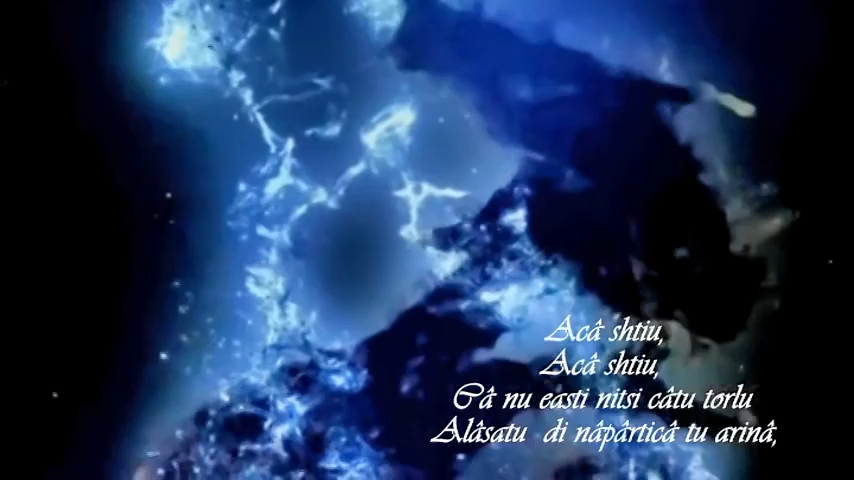 Acâ shtiu,
Acâ shtiu,
Câ nu easti nitsi câtu torlu
Alâsatu di nâpârticâ tu arinâ,